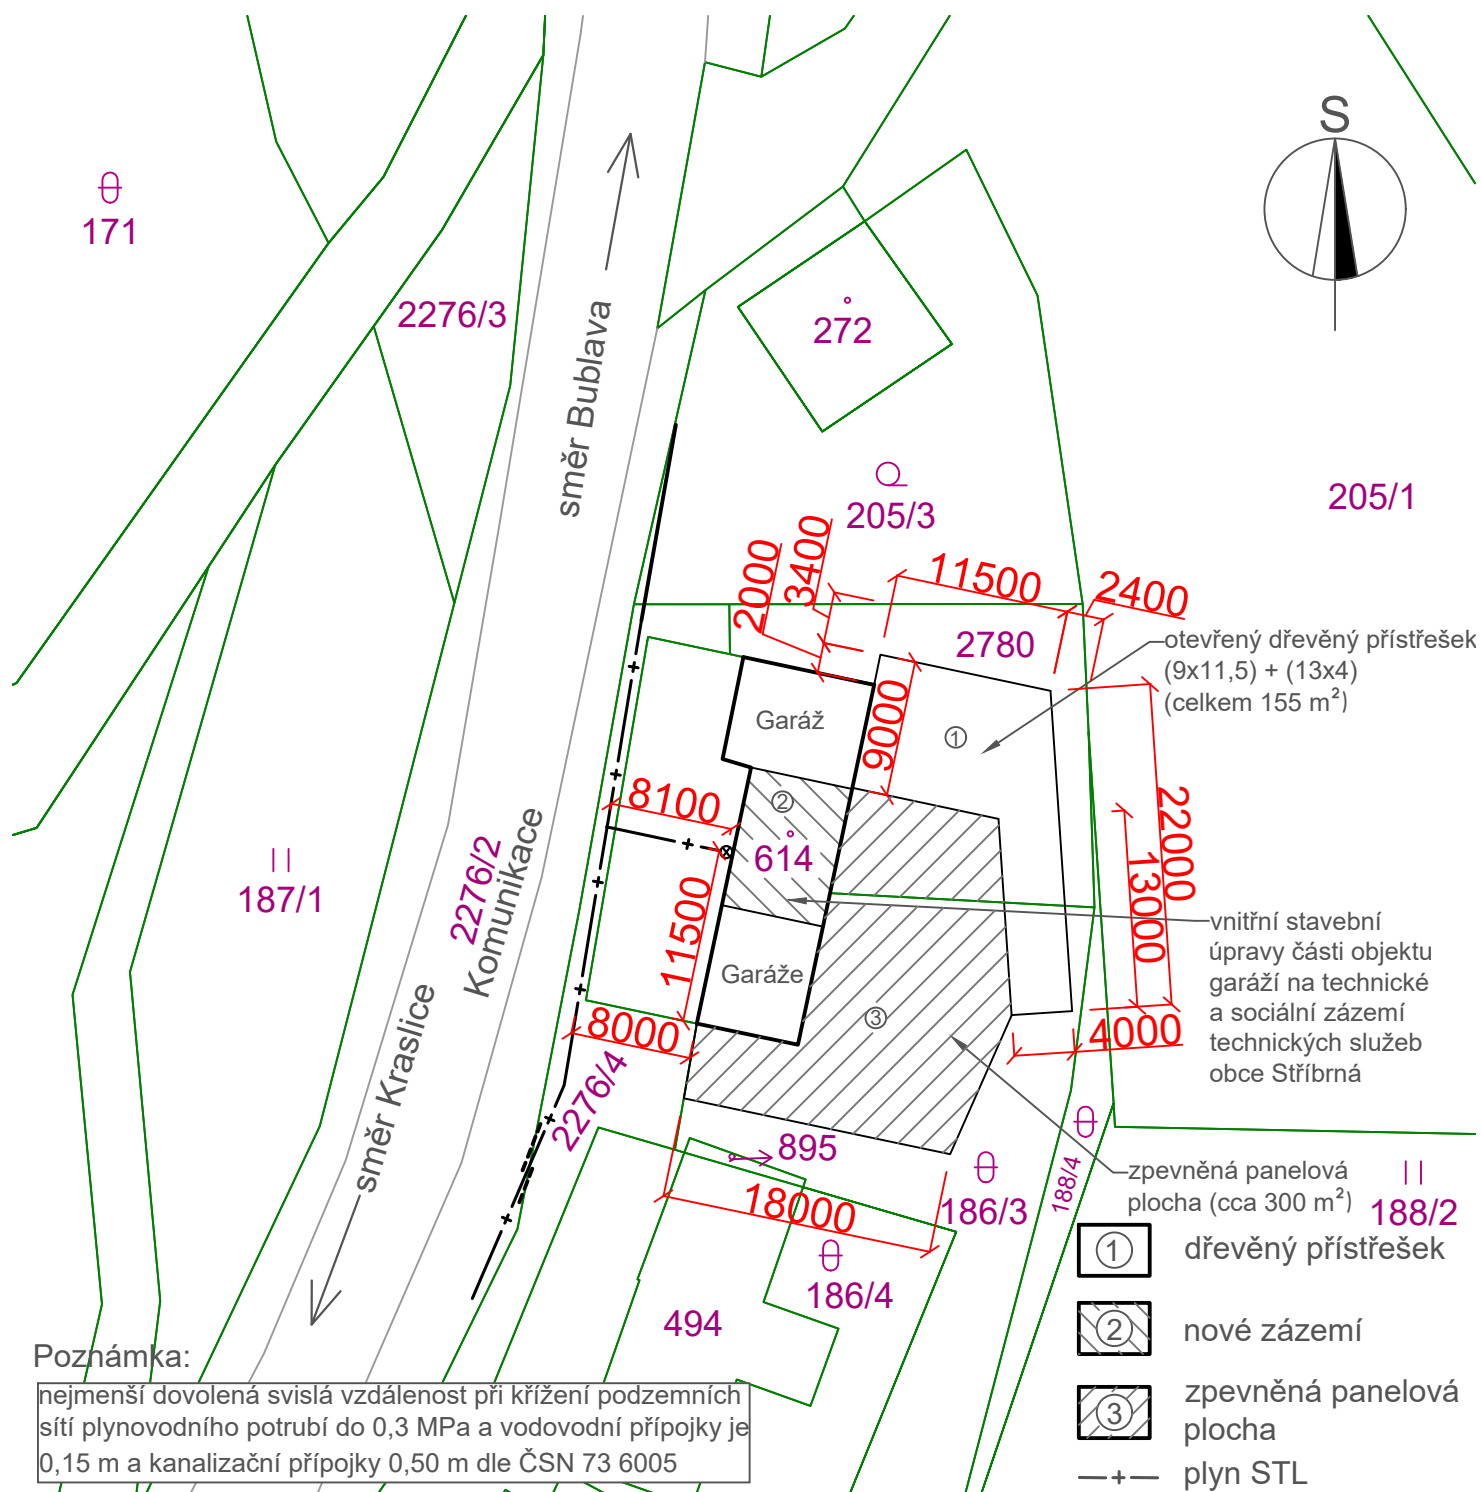 S
171
2276/3
272
směr Bublava
205/3
205/1
2000
3400
11500
2400
2780
otevřený dřevěný přístřešek
(9x11,5) + (13x4)
(celkem 155 m²)
Garáž
9000
1
8100
2
614
22000
13000
187/1
2276/2
Komunikace
11500
Garáže
vnitřní stavební
úpravy části objektu
garáží na technické
a sociální zázemí
technických služeb
obce Stříbrná
směr Kraslice
8000
3
4000
2276/4
895
188/4
zpevněná panelová
plocha (cca 300 m²)
18000
186/3
188/2
186/4
494
1 dřevěný přístřešek
2 nové zázemí
3 zpevněná panelová
plocha
plyn STL
Poznámka:
nejmenší dovolená svislá vzdálenost při křížení podzemních
sítí plynovodního potrubí do 0,3 MPa a vodovodní přípojky je
0,15 m a kanalizační přípojky 0,50 m dle ČSN 73 6005